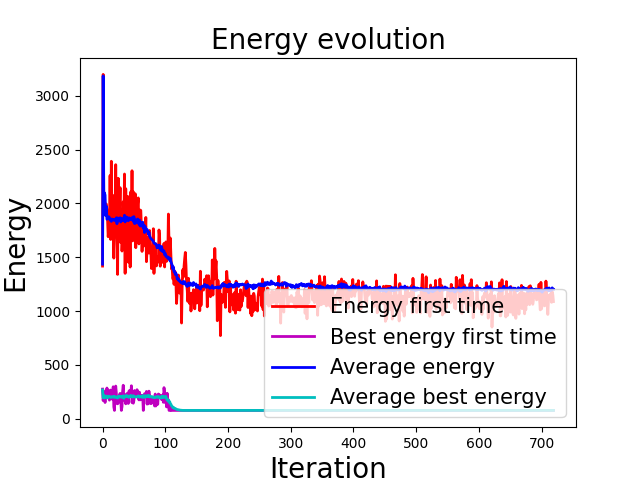 Energy evolution
Energy
3000
2500
2000
1500
1000
500
0
0 100 200 300 400 500 600 700
Iteration
Energy first time
Best energy first time
Average energy
Average best energy